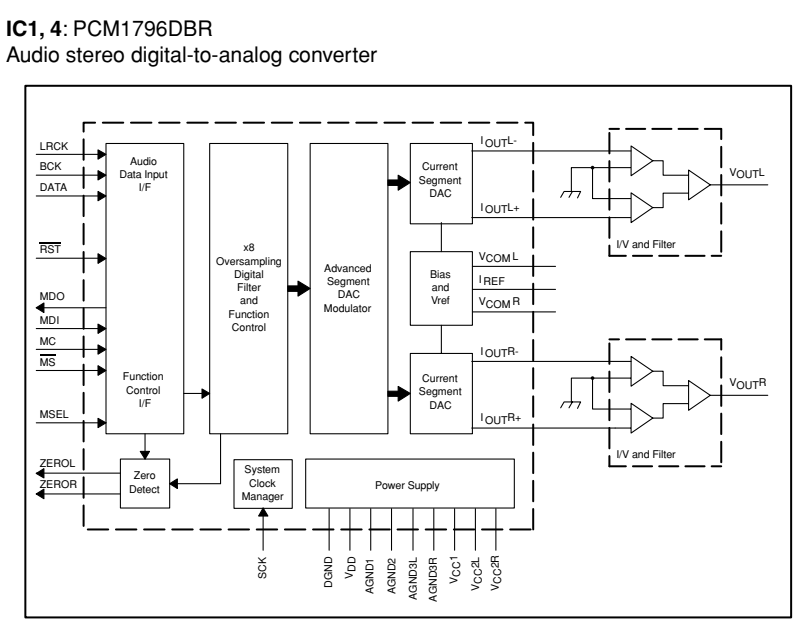 IC1, 4: PCM1796DBR
Audio stereo digital-to-analog converter
LRCK
BCK
DATA
RST
MDO
MDI
MC
MS
MSEL
ZEROL
ZEROR
Audio
Data Input
I/F
Function
Control
I/F
Zero
Detect
x8
Oversampling
Digital
Filter
and
Function
Control
System
Clock
Manager
SCK
Advanced
Segment
DAC
Modulator
Current
Segment
DAC
Bias
and
Vref
Current
Segment
DAC
Power Supply
DGND
VDD
AGND1
AGND2
AGND3L
AGND3R
VCC1
VCC2L
VCC2R
IOUTL-
IOUTL+
VCOML
IREF
VCOMR
IOUTR-
IOUTR+
I/V and Filter
VOUTL
I/V and Filter
VOUTR